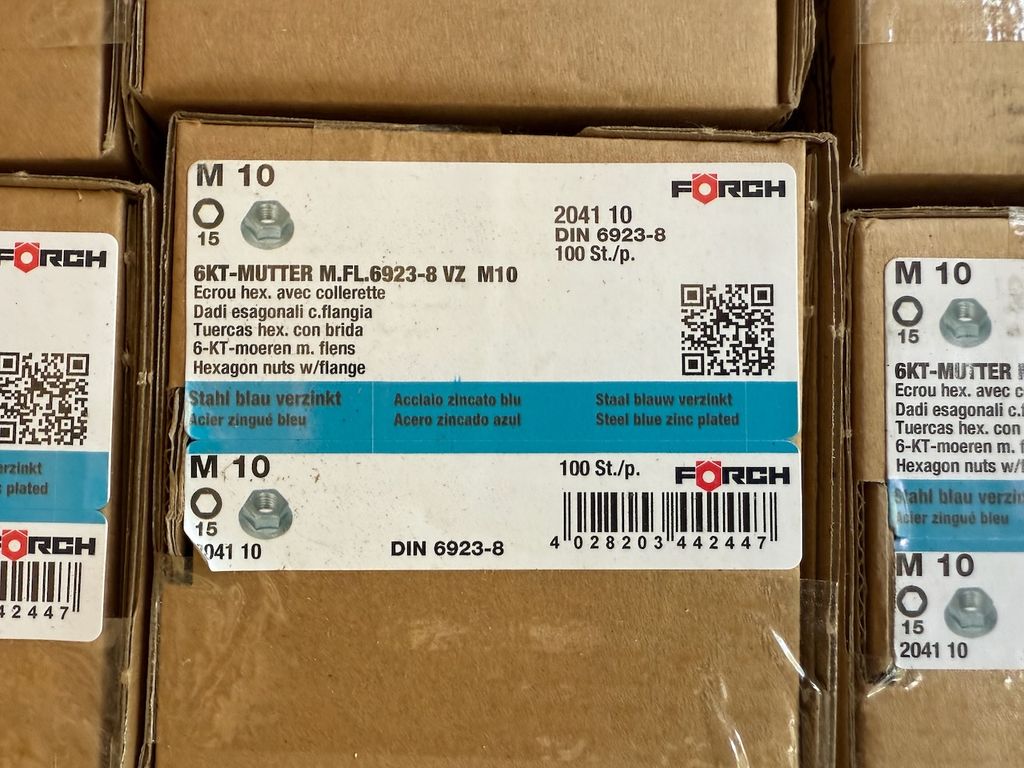 M 10
FÖRCH
15
2041 10
DIN 6923-8
100 St./p.
6KT-MUTTER M.FL.6923-8 VZ M10
Ecrou hex. avec collerette
Dadi esagonali c.flangia
Tuercas hex. con brida
6-KT-moeren m. flens
Hexagon nuts w/flange
Stahl blau verzinkt
Acciaio zincato blu
Staal blauw verzinkt
Acier zingué bleu
Acero zincado azul
Steel blue zinc plated
M 10
100 St./p.
FÖRCH
15
2041 10
DIN 6923-8
4 028203 442447
FÖRCH
verzinkt
plated
FÖRCH
42447
M 10
15
6KT-MUTTER
Ecrou hex. avec
Dadi esagonali
Tuercas hex. con
6-KT-moeren m.
Hexagon nuts
Stahl blau
Acier zingué bleu
M 10
15
2041 10